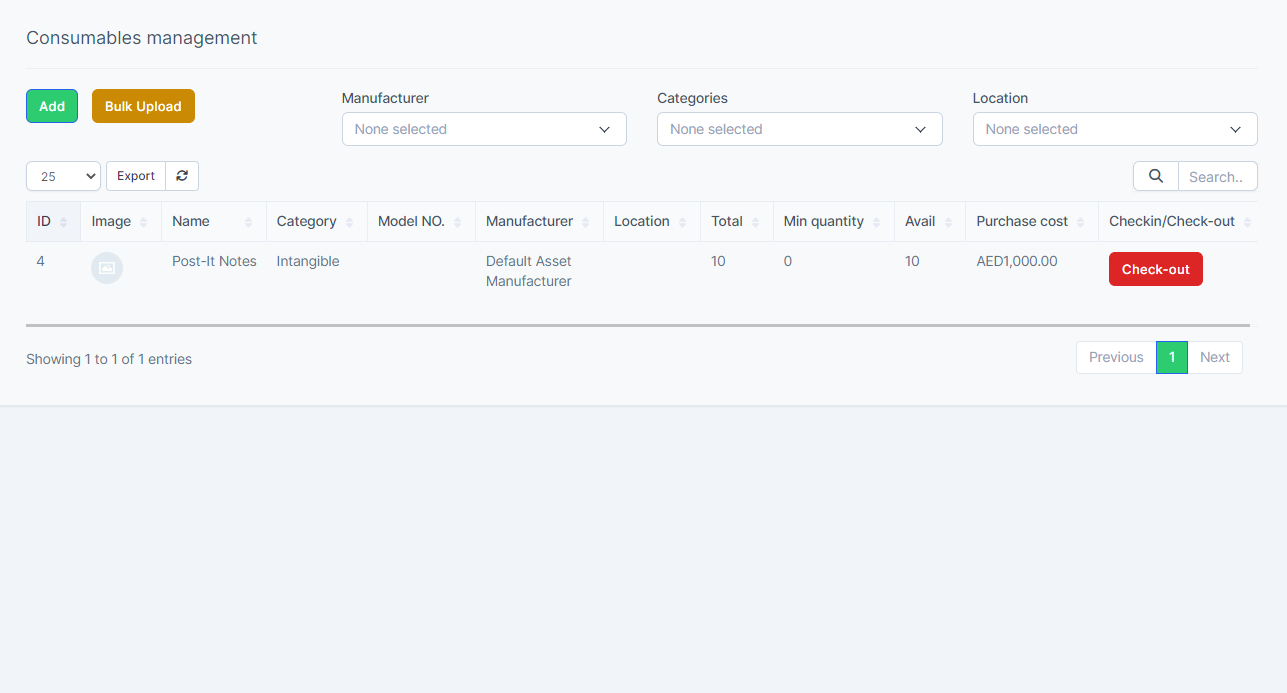 Consumables management
Add
Bulk Upload
Manufacturer
None selected
Categories
None selected
Location
None selected
25
Export
Search..
ID Image Name Category Model NO. Manufacturer Location Total Min quantity Avail Purchase cost Checkin/Check-out
4 Post-It Notes Intangible Default Asset 10 0 10 AED1,000.00 Check-out
Manufacturer
Showing 1 to 1 of 1 entries
Previous 1 Next